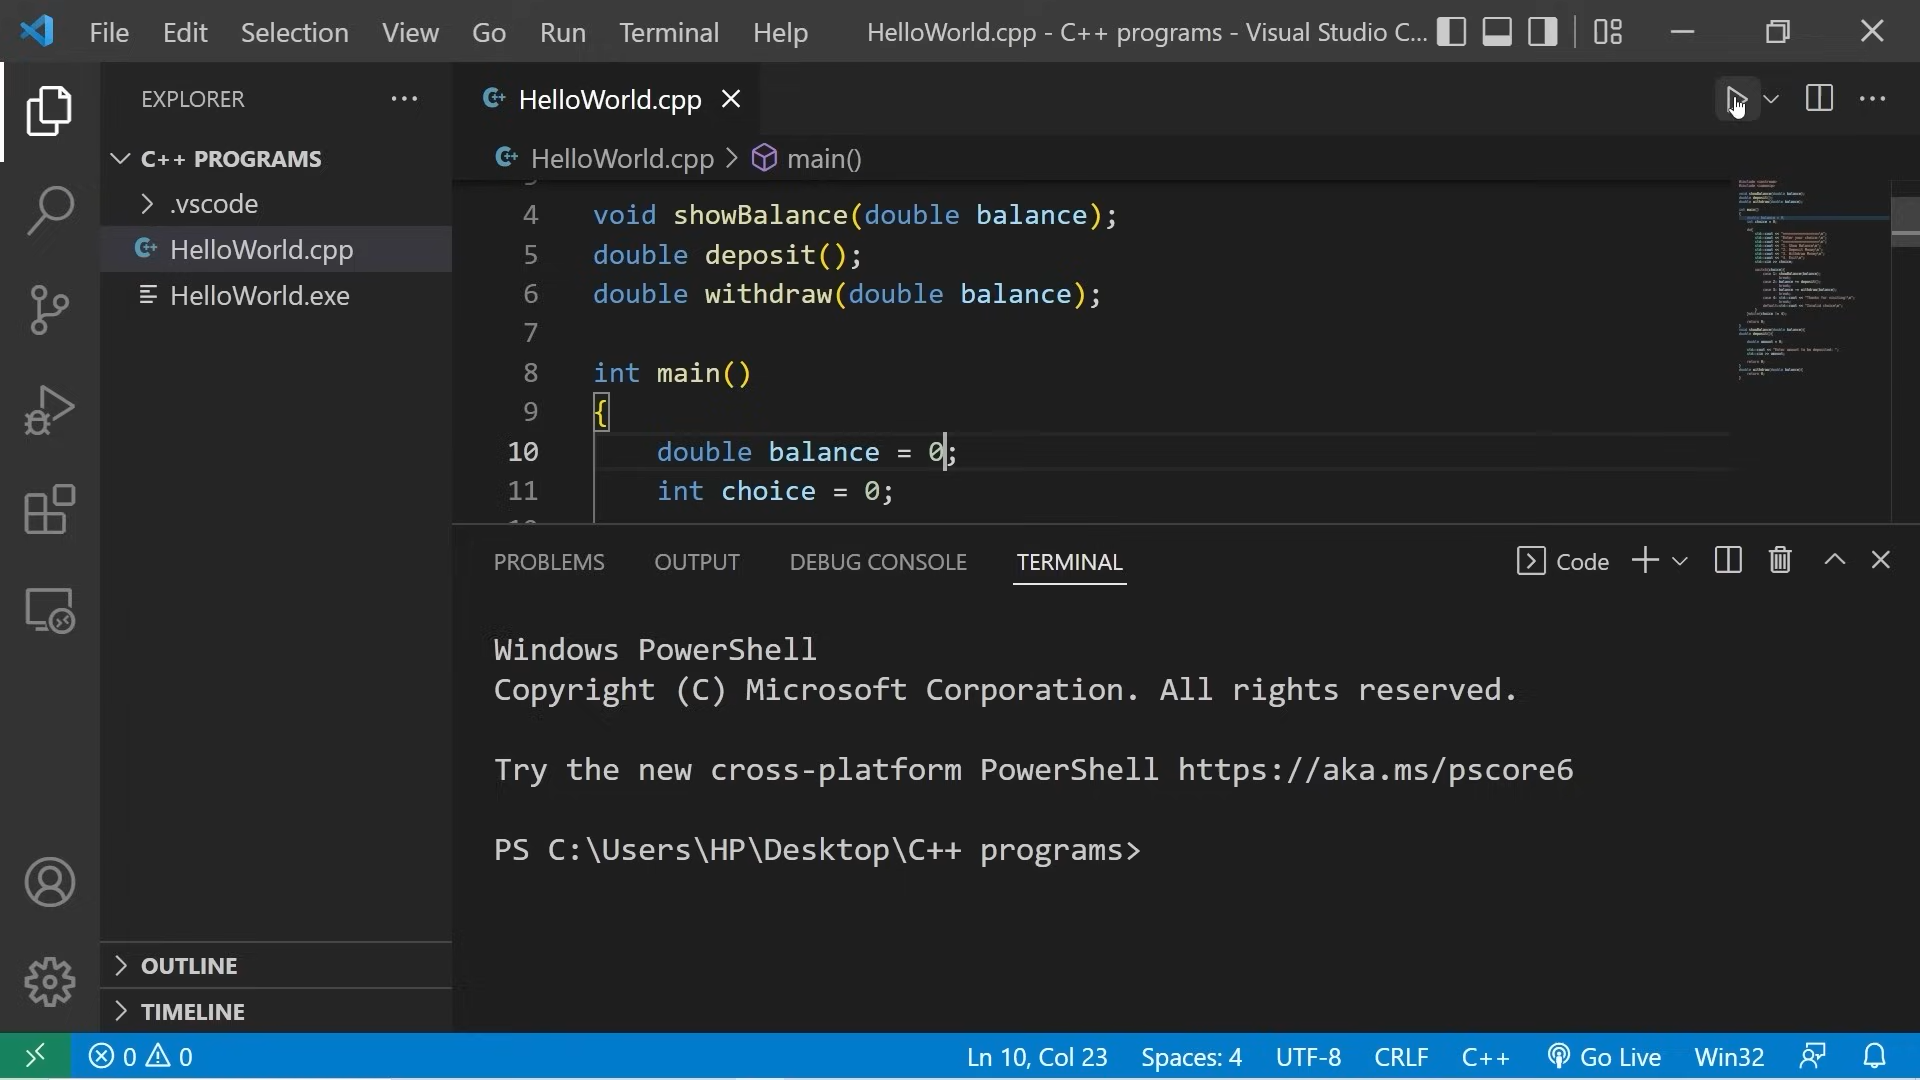 File Edit Selection View Go Run Terminal Help HelloWorld.cpp - C++ programs - Visual Studio C...
EXPLORER
C++ PROGRAMS
.vscode
HelloWorld.cpp
HelloWorld.exe
OUTLINE
TIMELINE
HelloWorld.cpp
HelloWorld.cpp > main()
4 void showBalance(double balance);
5 double deposit();
6 double withdraw(double balance);
7
8 int main()
9 {
10 double balance = 0;
11 int choice = 0;
PROBLEMS OUTPUT DEBUG CONSOLE TERMINAL Code
Windows PowerShell
Copyright (C) Microsoft Corporation. All rights reserved.
Try the new cross-platform PowerShell https://aka.ms/pscore6
PS C:\Users\HP\Desktop\C++ programs>
0 0 Ln 10, Col 23 Spaces: 4 UTF-8 CRLF C++ Go Live Win32